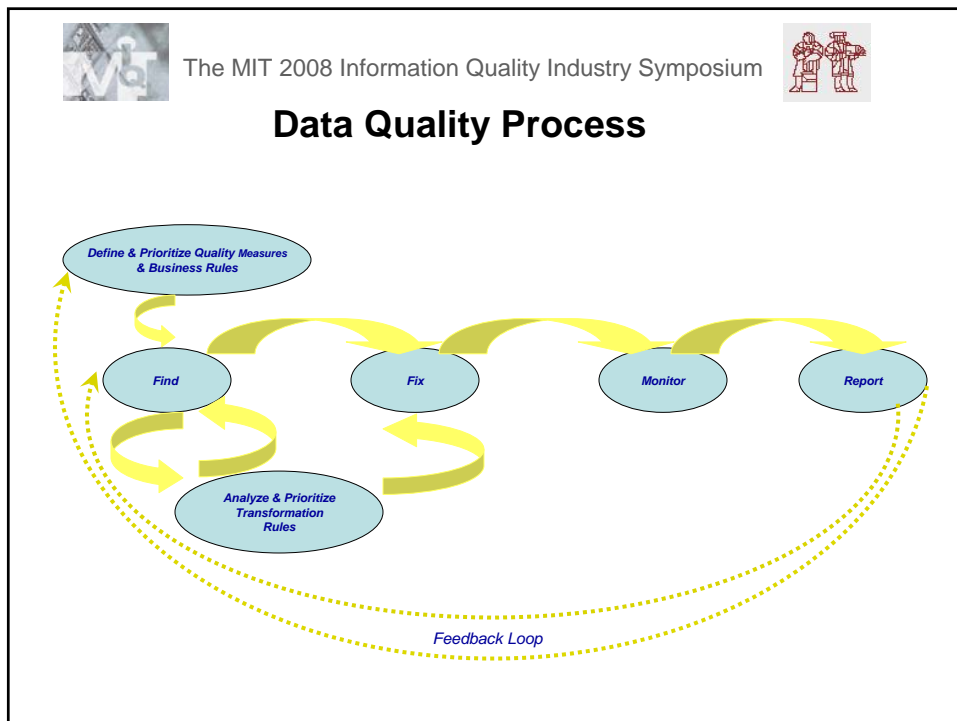 MIT
The MIT 2008 Information Quality Industry Symposium
Data Quality Process
Define & Prioritize Quality Measures
& Business Rules
Find
Fix
Monitor
Report
Analyze & Prioritize
Transformation
Rules
Feedback Loop